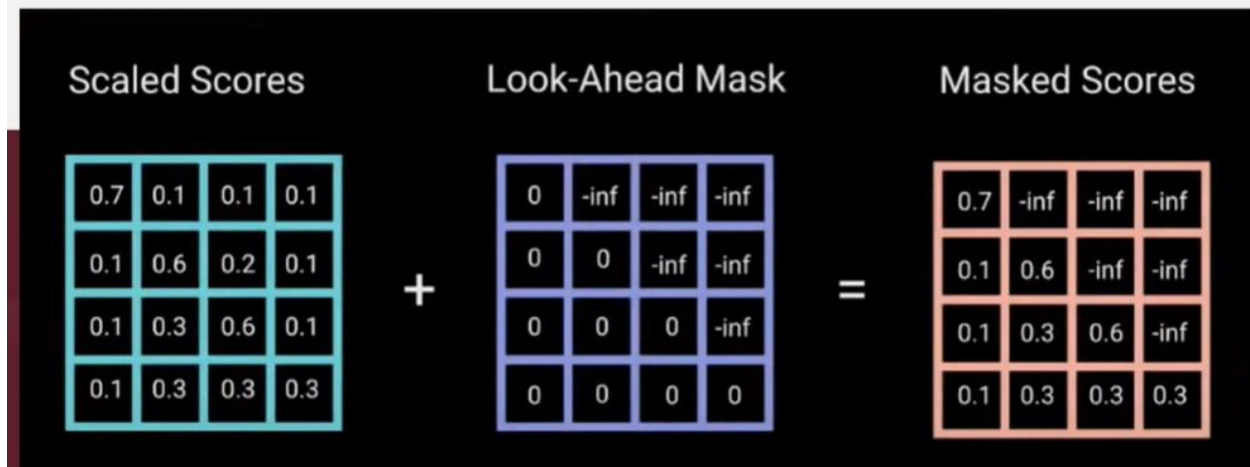 Scaled Scores
Look-Ahead Mask
Masked Scores
0.7 0.1 0.1 0.1
0.1 0.6 0.2 0.1
0.1 0.3 0.6 0.1
0.1 0.3 0.3 0.3
+
0 -inf -inf -inf
0 0 -inf -inf
0 0 0 -inf
0 0 0 0
=
0.7 -inf -inf -inf
0.1 0.6 -inf -inf
0.1 0.3 0.6 -inf
0.1 0.3 0.3 0.3